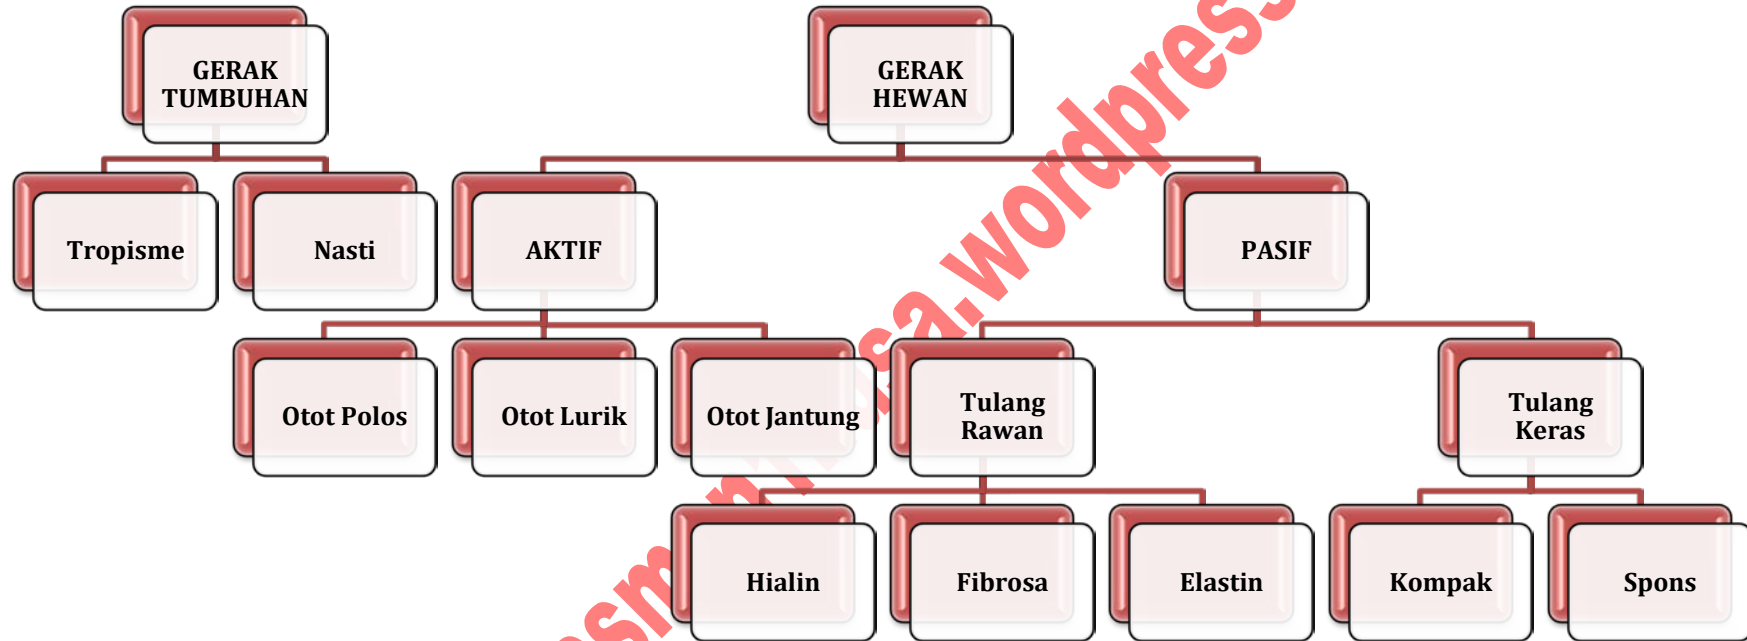 GERAK
TUMBUHAN
GERAK
HEWAN
Tropisme
Nasti
AKTIF
PASIF
Otot Polos
Otot Lurik
Otot Jantung
Tulang
Rawan
Tulang
Keras
Hialin
Fibrosa
Elastin
Kompak
Spons